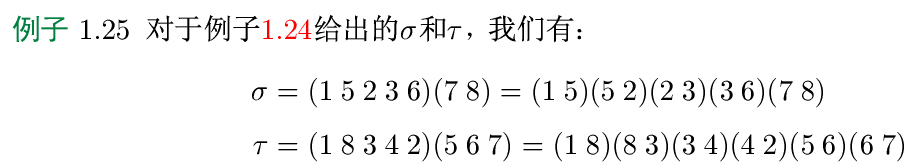 例子 1.25 对于例子1.24给出的σ和τ，我们有：
σ = (1 5 2 3 6)(7 8) = (1 5)(5 2)(2 3)(3 6)(7 8)
τ = (1 8 3 4 2)(5 6 7) = (1 8)(8 3)(3 4)(4 2)(5 6)(6 7)